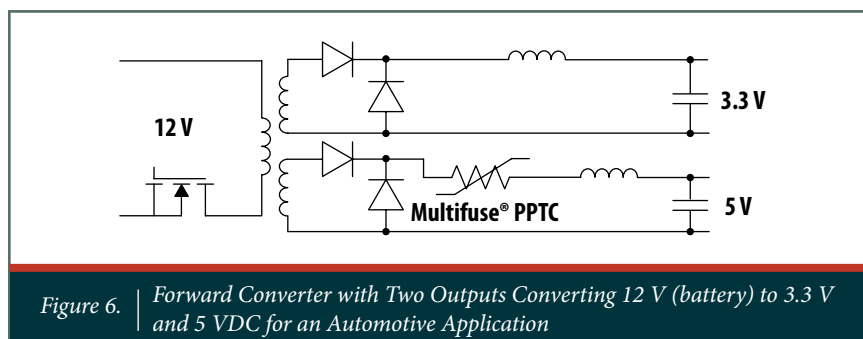 12 V
3.3 V
Multifuse® PPTC
5 V
Figure 6.
Forward Converter with Two Outputs Converting 12 V (battery) to 3.3 V
and 5 VDC for an Automotive Application